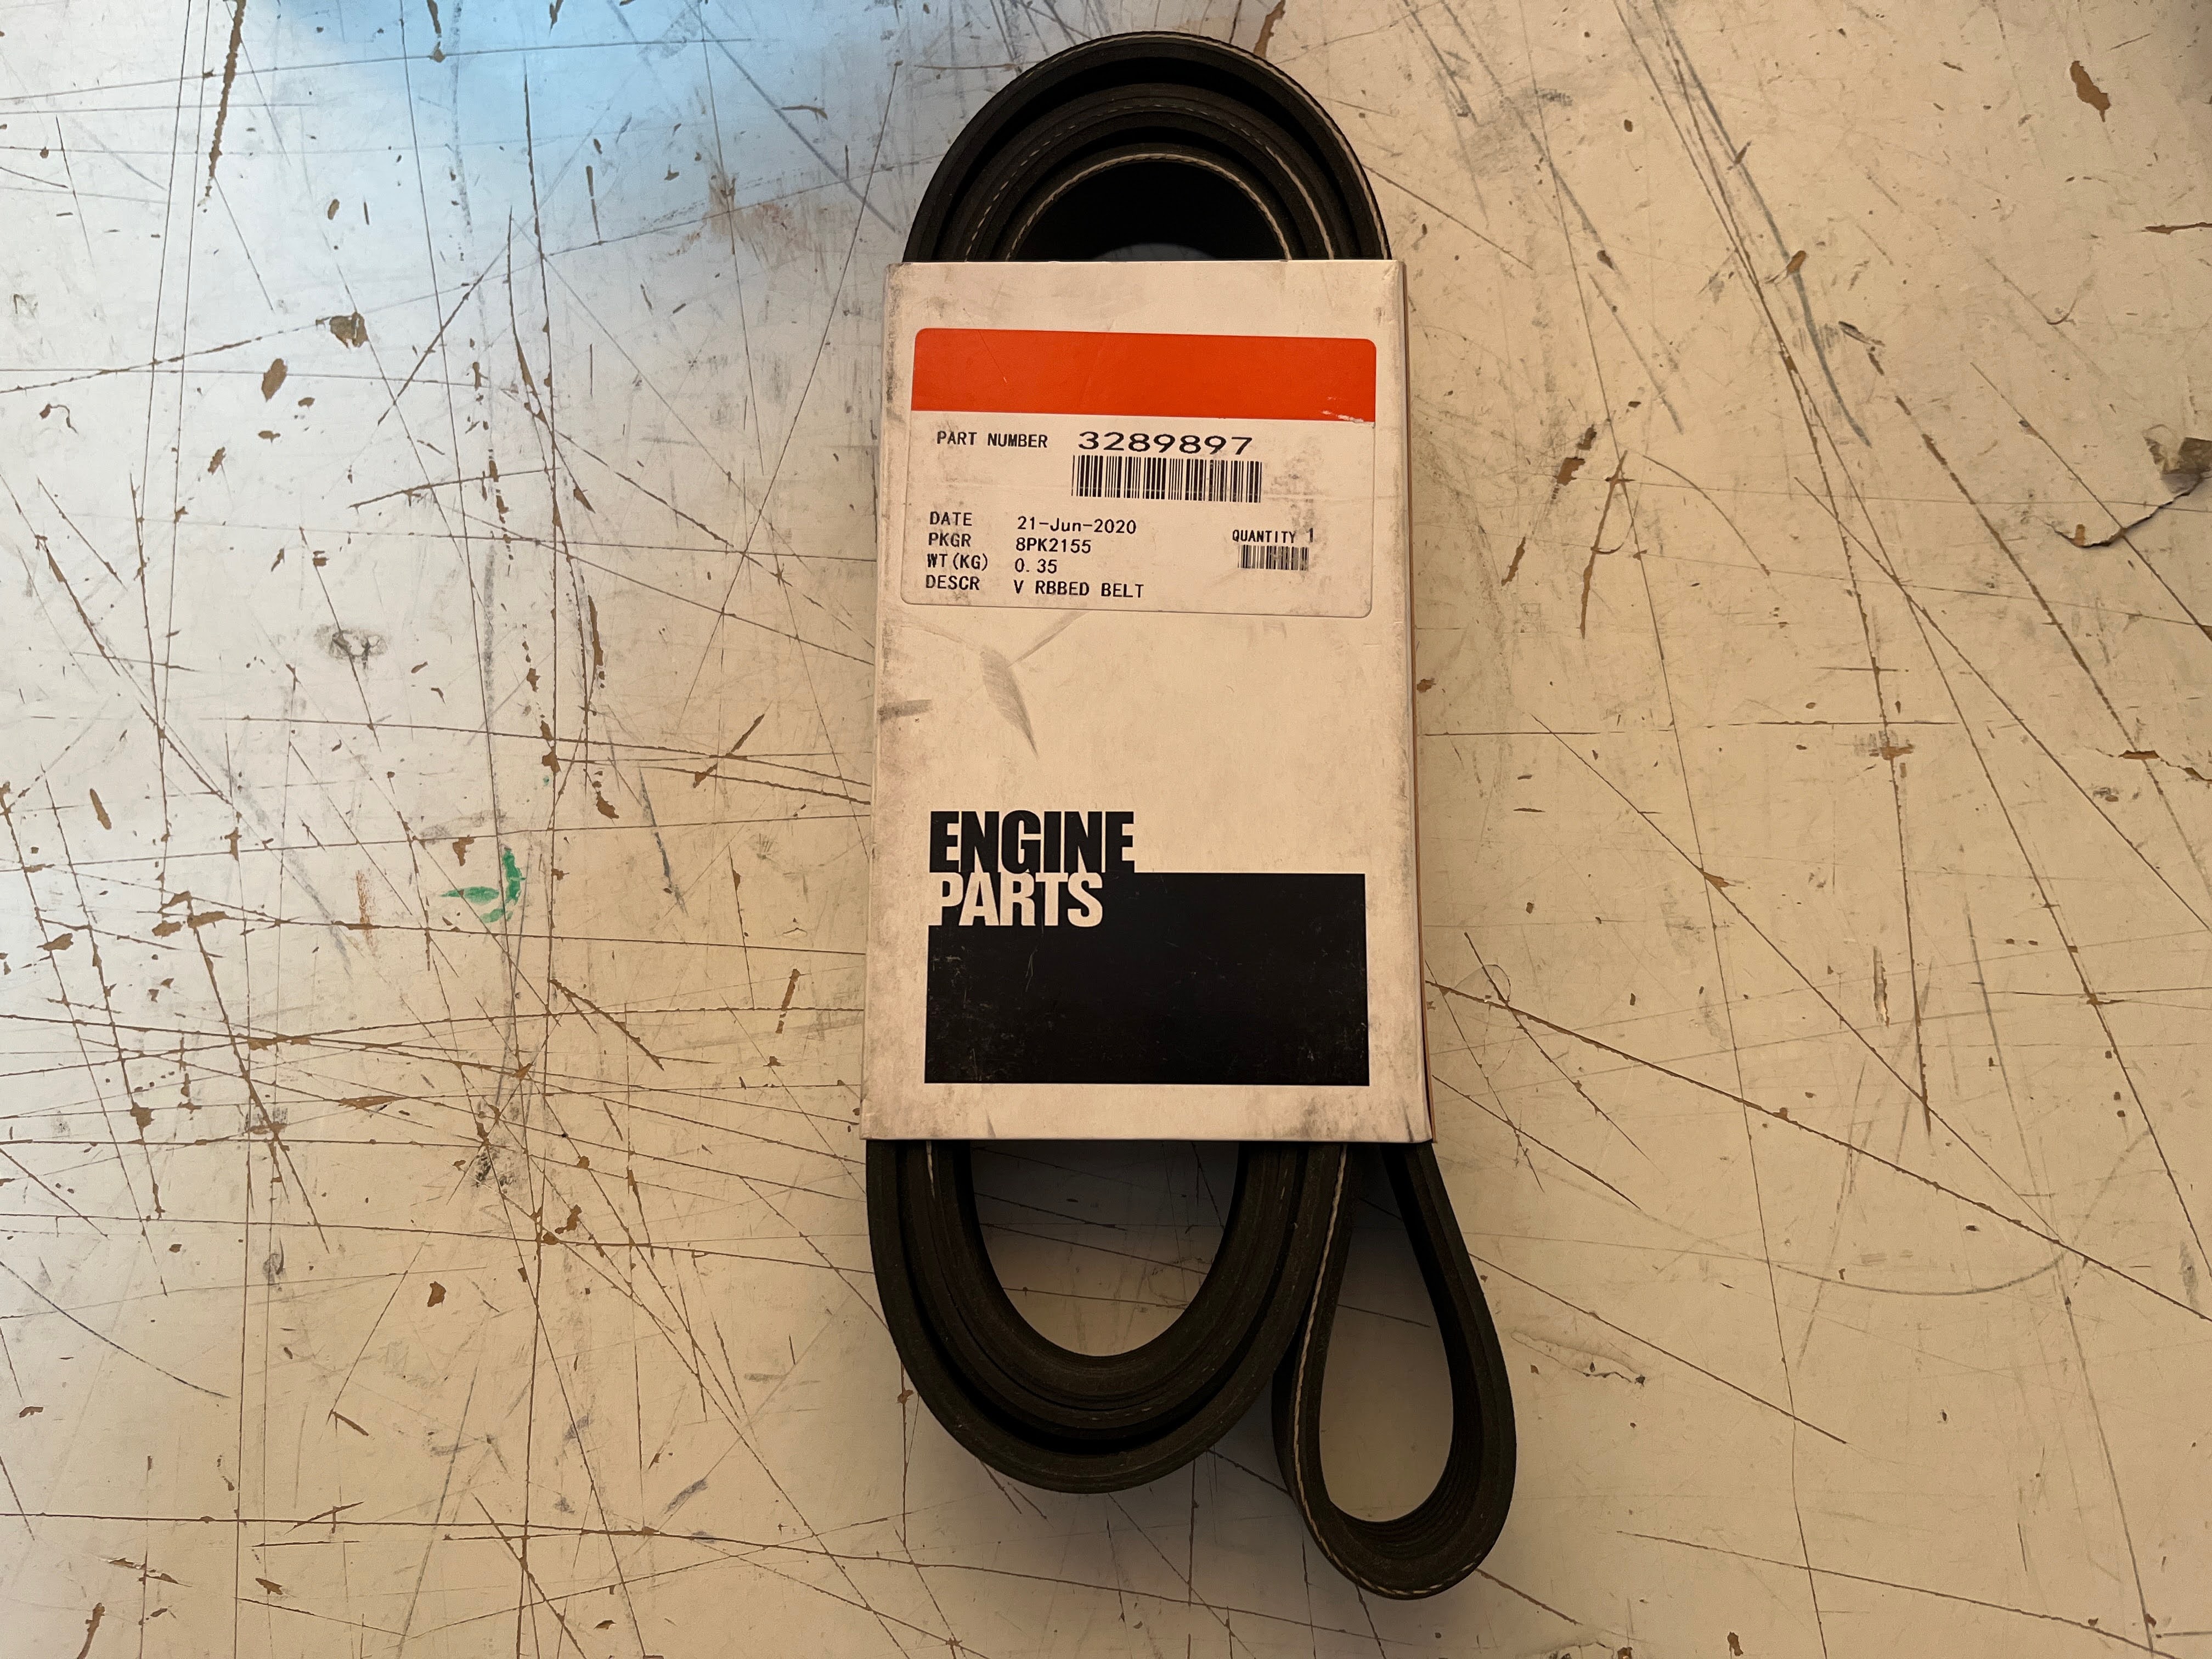 PART NUMBER 3289897
DATE 21-Jun-2020
PKGR 8PK2155 QUANTITY 1
WT(KG) 0.35
DESCR V RBBED BELT
ENGINE
PARTS